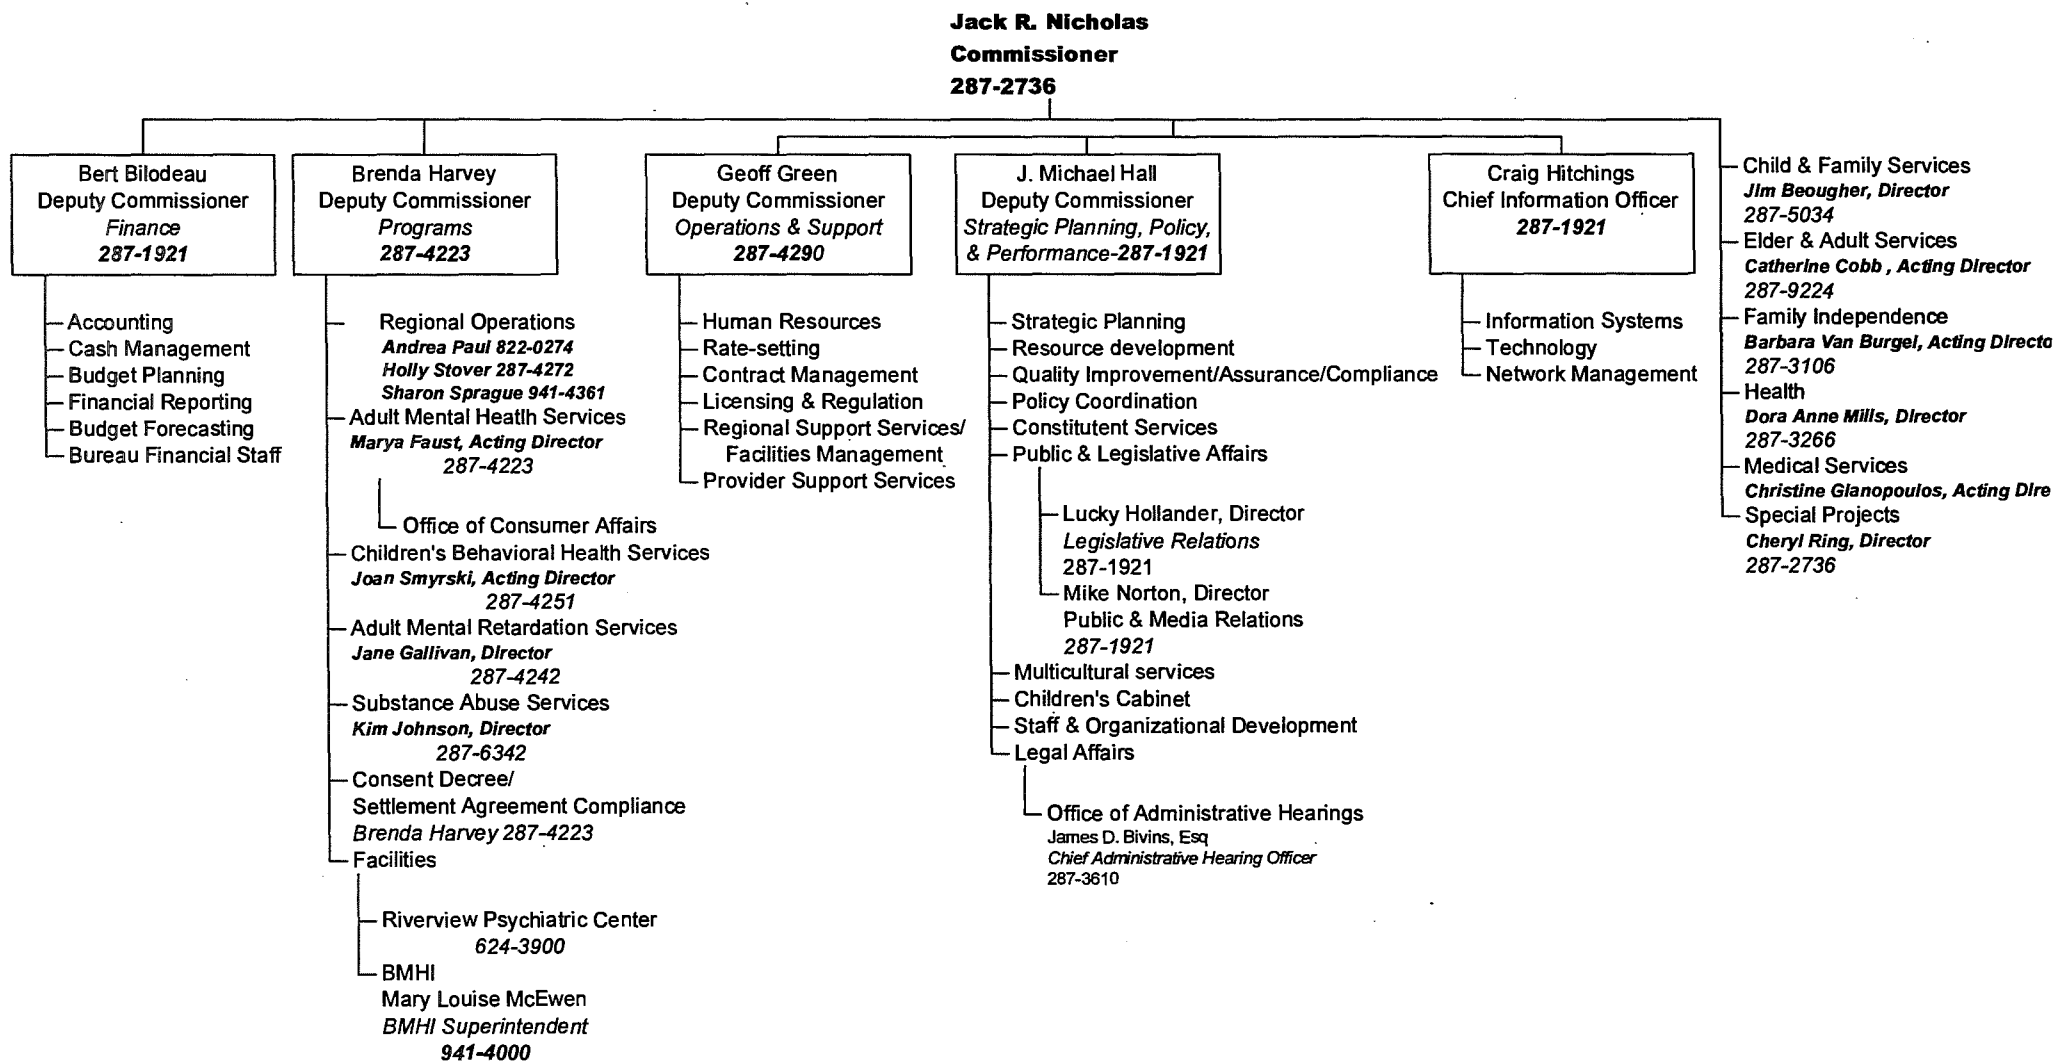 Jack R. Nicholas
Commissioner
287-2736
Bert Bilodeau
Deputy Commissioner
Finance
287-1921
Accounting
Cash Management
Budget Planning
Financial Reporting
Budget Forecasting
Bureau Financial Staff
Brenda Harvey
Deputy Commissioner
Programs
287-4223
Regional Operations
Andrea Paul 822-0274
Holly Stover 287-4272
Sharon Sprague 941-4361
Adult Mental Heatlh Services
Marya Faust, Acting Director
287-4223
Office of Consumer Affairs
Children's Behavioral Health Services
Joan Smyrski, Acting Director
287-4251
Adult Mental Retardation Services
Jane Gallivan, Director
287-4242
Substance Abuse Services
Kim Johnson, Director
287-6342
Consent Decree/
Settlement Agreement Compliance
Brenda Harvey 287-4223
Facilities
Riverview Psychiatric Center
624-3900
BMHI
Mary Louise McEwen
BMHI Superintendent
941-4000
Geoff Green
Deputy Commissioner
Operations & Support
287-4290
Human Resources
Rate-setting
Contract Management
Licensing & Regulation
Regional Support Services/
Facilities Management
Provider Support Services
J. Michael Hall
Deputy Commissioner
Strategic Planning, Policy,
& Performance-287-1921
Strategic Planning
Resource development
Quality Improvement/Assurance/Compliance
Policy Coordination
Constitutent Services
Public & Legislative Affairs
Lucky Hollander, Director
Legislative Relations
287-1921
Mike Norton, Director
Public & Media Relations
287-1921
Multicultural services
Children's Cabinet
Staff & Organizational Development
Legal Affairs
Office of Administrative Hearings
James D. Bivins, Esq
Chief Administrative Hearing Officer
287-3610
Craig Hitchings
Chief Information Officer
287-1921
Information Systems
Technology
Network Management
Child & Family Services
Jim Beougher, Director
287-5034
Elder & Adult Services
Catherine Cobb , Acting Director
287-9224
Family Independence
Barbara Van Burgel, Acting Directo
287-3106
Health
Dora Anne Mills, Director
287-3266
Medical Services
Christine Gianopoulos, Acting Dire
Special Projects
Cheryl Ring, Director
287-2736